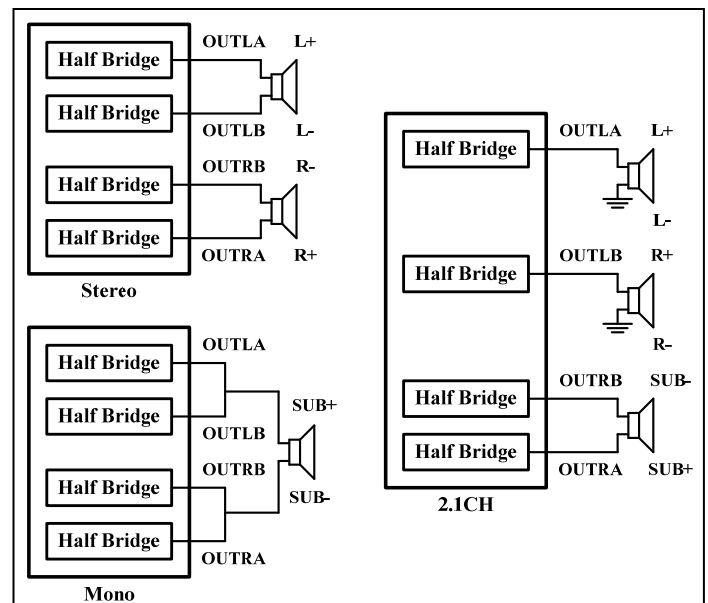 OUTLA L+
Half Bridge
Half Bridge
OUTLB L-
OUTRB R-
Half Bridge
Half Bridge
OUTRA R+
Stereo
OUTLA
Half Bridge
SUB+
Half Bridge
OUTLB
OUTRB
Half Bridge
SUB-
Half Bridge
OUTRA
Mono
OUTLA L+
Half Bridge
L-
OUTLB R+
Half Bridge
R-
OUTRB SUB-
Half Bridge
Half Bridge
OUTRA SUB+
2.1CH